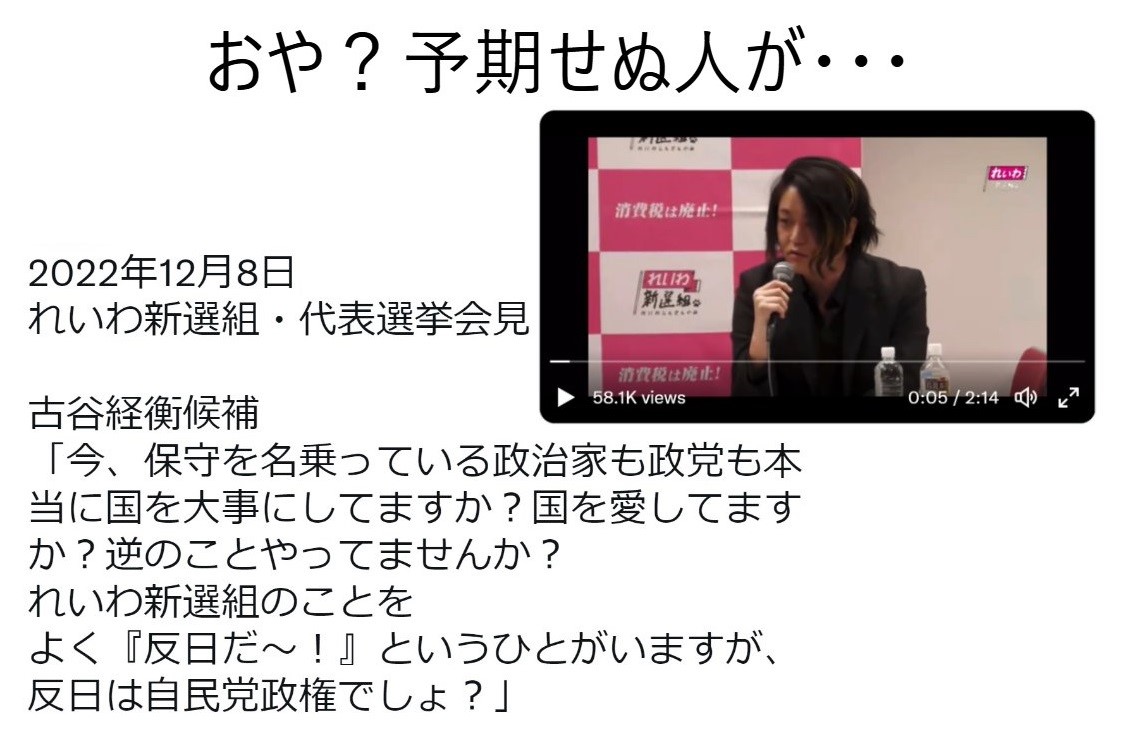 おや？予期せぬ人が･･･
消費税は廃止！
れいわ
れいわ
新選組
消費税は廃止！
58.1K views
0:05 / 2:14
2022年12月8日
れいわ新選組・代表選挙会見
古谷経衡候補
「今、保守を名乗っている政治家も政党も本
当に国を大事にしてますか？国を愛してます
か？逆のことやってませんか？
れいわ新選組のことを
よく『反日だ～！』というひとがいますが、
反日は自民党政権でしょ？」